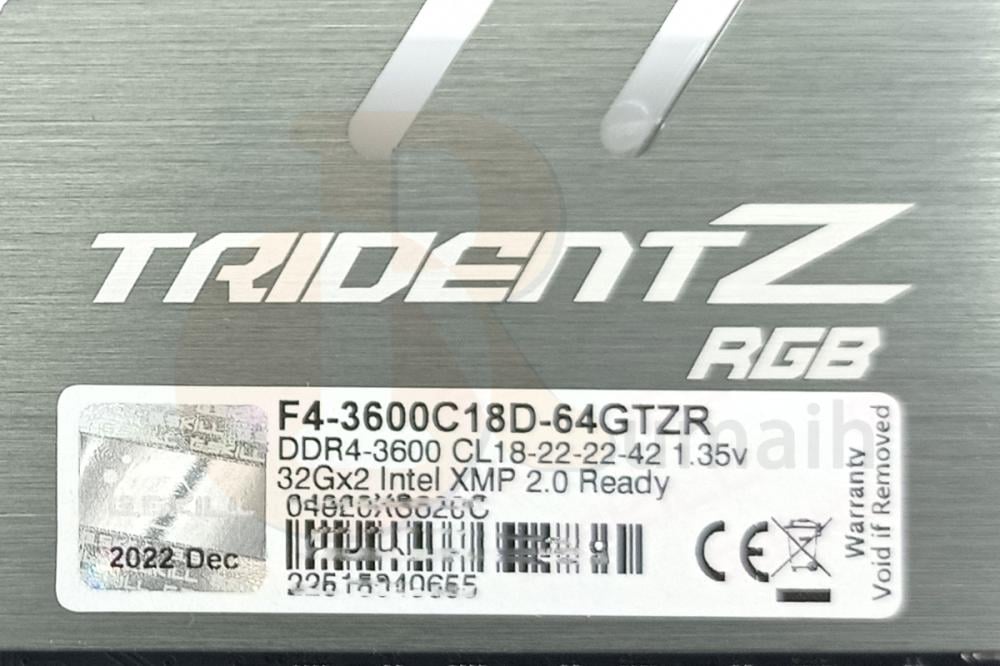 TRIDENT Z
RGB
F4-3600C18D-64GTZR
DDR4-3600 CL18-22-22-42 1.35v
32Gx2 Intel XMP 2.0 Ready
2022 Dec
CE
Warranty
Void if Removed